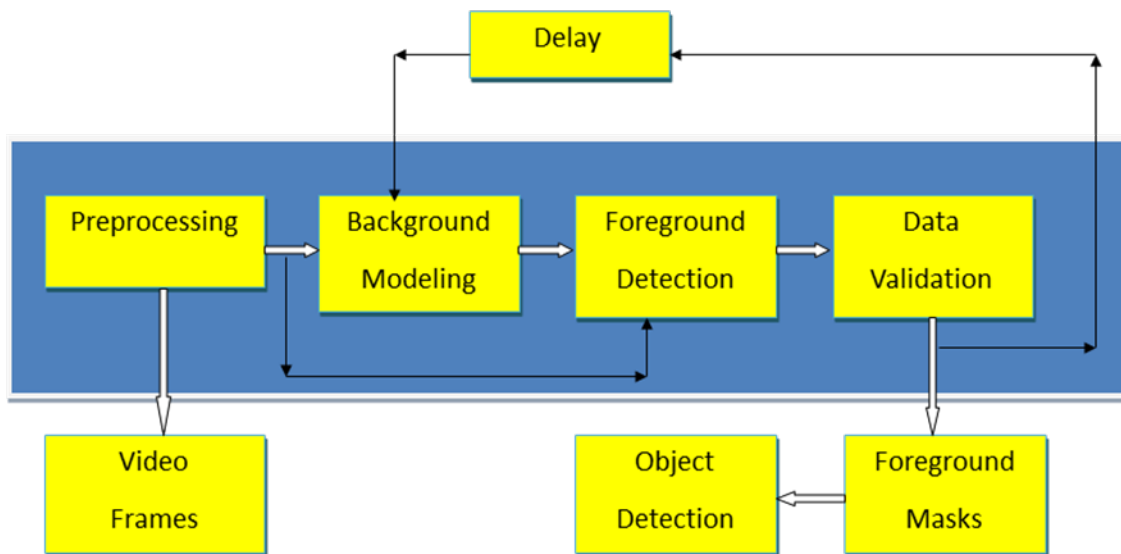 Delay
Preprocessing
Background
Modeling
Foreground
Detection
Data
Validation
Video
Frames
Object
Detection
Foreground
Masks